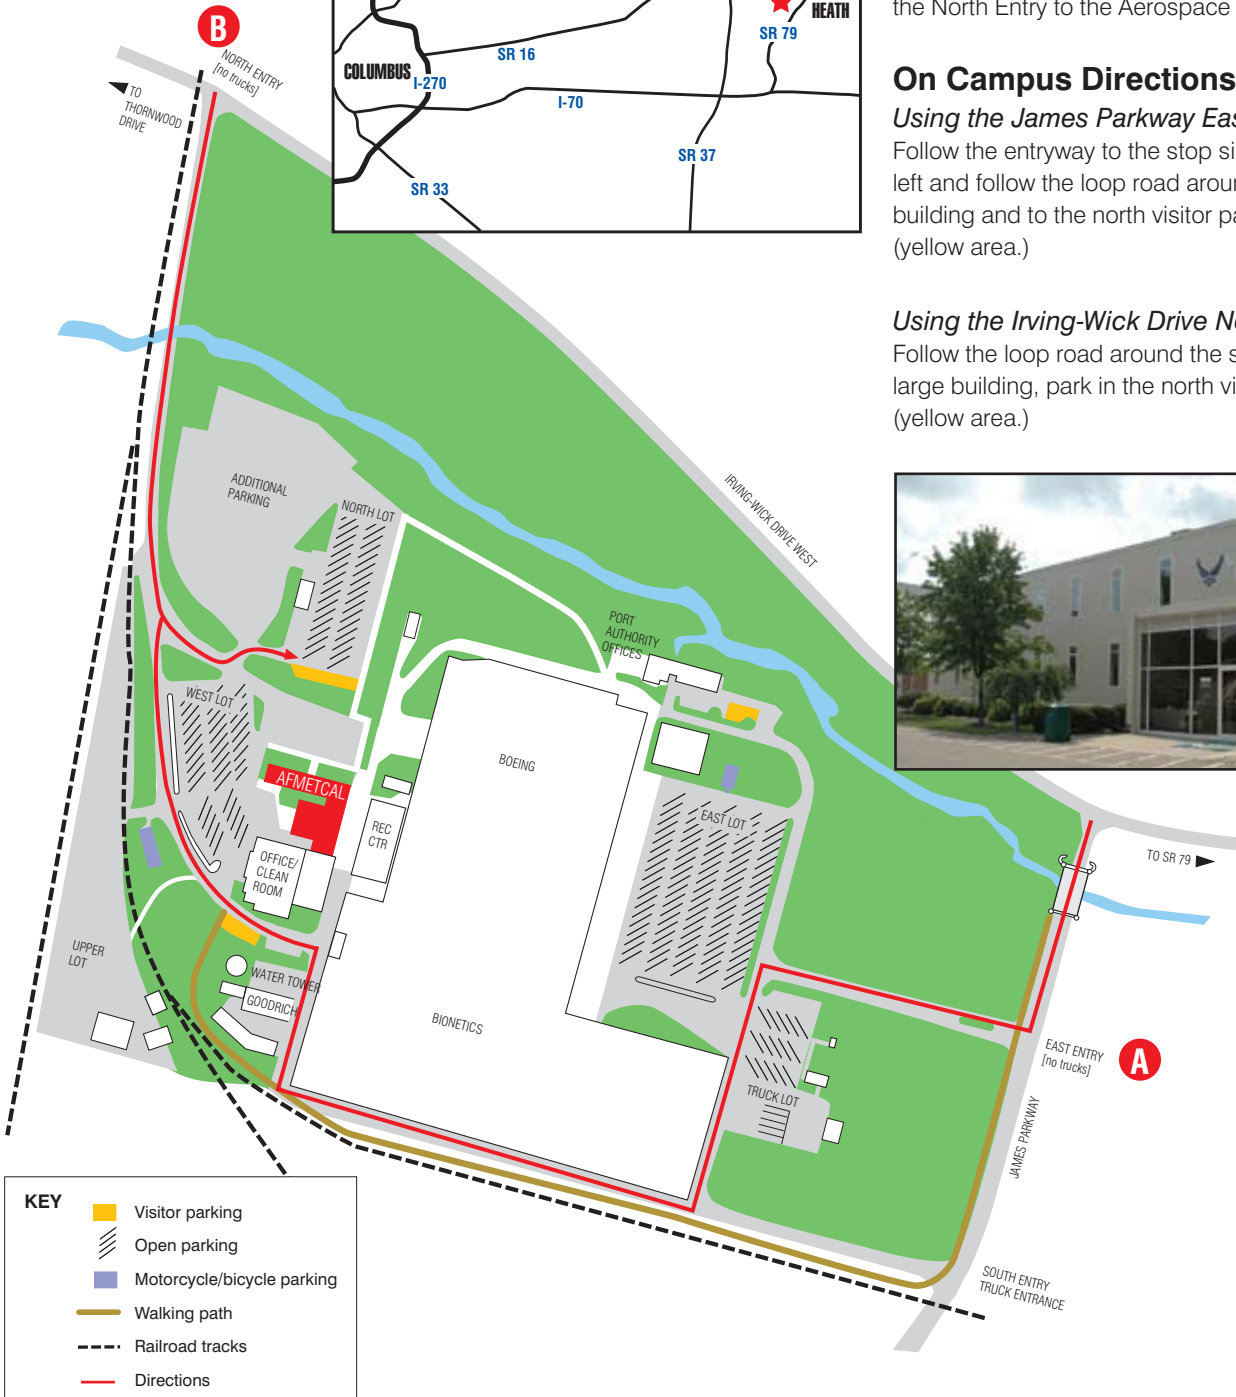 the North Entry to the Aerospace
HEATH
SR 79
SR 16
COLUMBUS
I-270
I-70
SR 37
SR 33
On Campus Directions
Using the James Parkway Eas
Follow the entryway to the stop si
left and follow the loop road aroun
building and to the north visitor pa
(yellow area.)
Using the Irving-Wick Drive No
Follow the loop road around the s
large building, park in the north vi
(yellow area.)
B
NORTH ENTRY
[no trucks]
TO
THORNWOOD
DRIVE
ADDITIONAL
PARKING
NORTH LOT
IRVING-WICK DRIVE WEST
PORT
AUTHORITY
OFFICES
WEST LOT
BOEING
AFMETCAL
REC
CTR
EAST LOT
OFFICE/
CLEAN
ROOM
TO SR 79
UPPER
LOT
WATER TOWER
GOODRICH
BIONETICS
EAST ENTRY
[no trucks]
A
TRUCK LOT
JAMES PARKWAY
SOUTH ENTRY
TRUCK ENTRANCE
KEY
Visitor parking
Open parking
Motorcycle/bicycle parking
Walking path
Railroad tracks
Directions